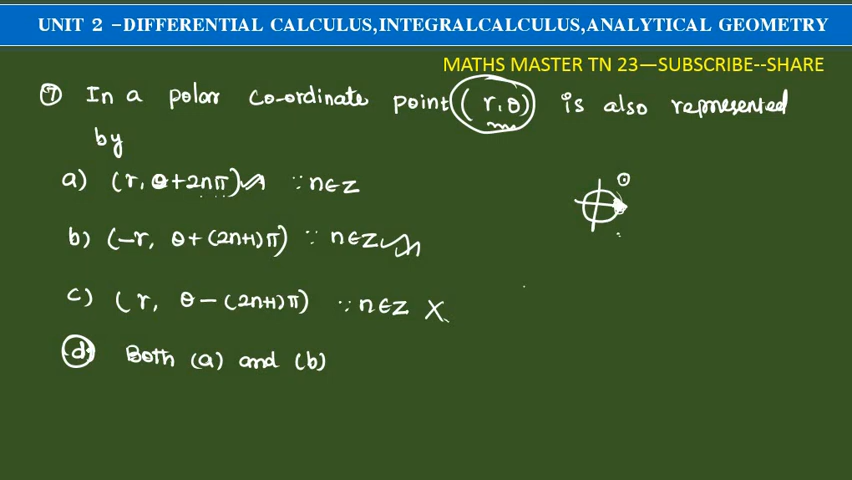 UNIT 2 -DIFFERENTIAL CALCULUS,INTEGRALCALCULUS,ANALYTICAL GEOMETRY
MATHS MASTER TN 23—SUBSCRIBE--SHARE
⑦ In a polar co-ordinate point (r,θ) is also represented
by
a) (r, θ+2nπ) ∵ n∈Z
b) (-r, θ+(2n+1)π) ∵ n∈Z
c) (r, θ-(2n+1)π) ∵ n∈Z X
d) Both (a) and (b)